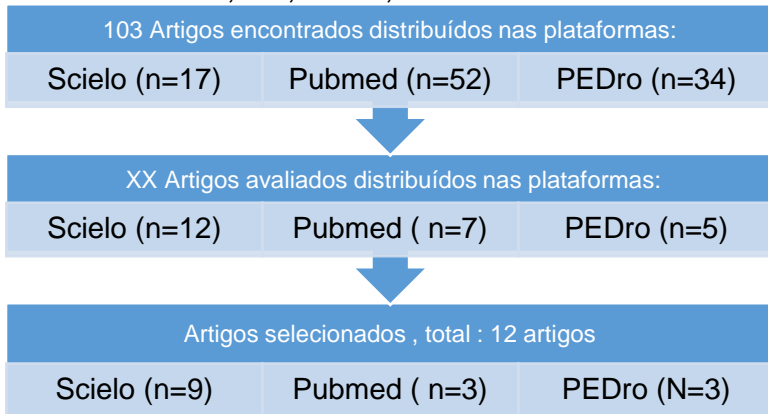 103 Artigos encontrados distribuídos nas plataformas:
Scielo (n=17) Pubmed (n=52) PEDro (n=34)
XX Artigos avaliados distribuídos nas plataformas:
Scielo (n=12) Pubmed ( n=7) PEDro (n=5)
Artigos selecionados , total : 12 artigos
Scielo (n=9) Pubmed ( n=3) PEDro (N=3)